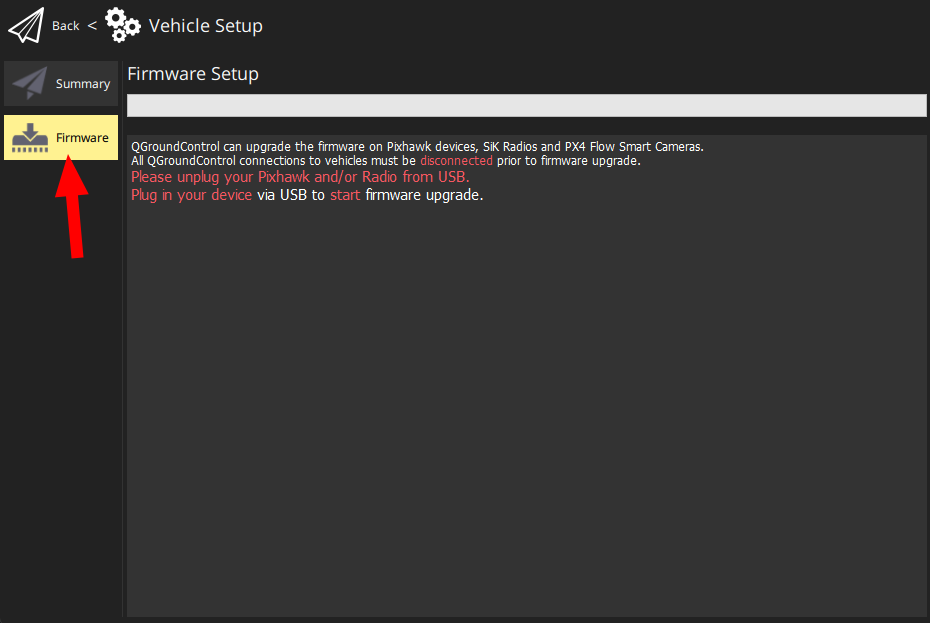 Back < Vehicle Setup
Summary
Firmware
Firmware Setup
QGroundControl can upgrade the firmware on Pixhawk devices, SiK Radios and PX4 Flow Smart Cameras.
All QGroundControl connections to vehicles must be disconnected prior to firmware upgrade.
Please unplug your Pixhawk and/or Radio from USB.
Plug in your device via USB to start firmware upgrade.